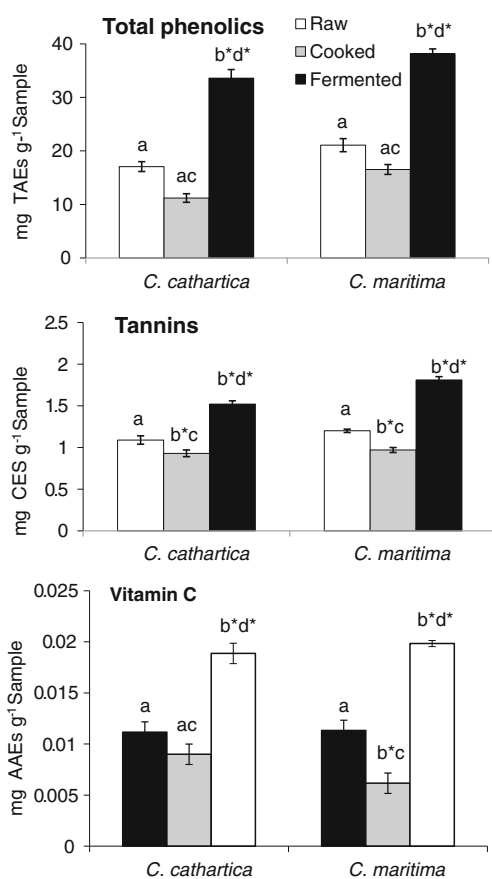 Total phenolics
Raw
Cooked
Fermented
mg TAEs g-1 Sample
40
30
20
10
0
a
ac
b*d*
a
ac
b*d*
C. cathartica
C. maritima
Tannins
mg CES g-1 Sample
2.5
2
1.5
1
0.5
0
a
b*c
b*d*
a
b*c
b*d*
C. cathartica
C. maritima
Vitamin C
mg AAEs g-1 Sample
0.025
0.02
0.015
0.01
0.005
0
a
ac
b*d*
a
b*c
b*d*
C. cathartica
C. maritima